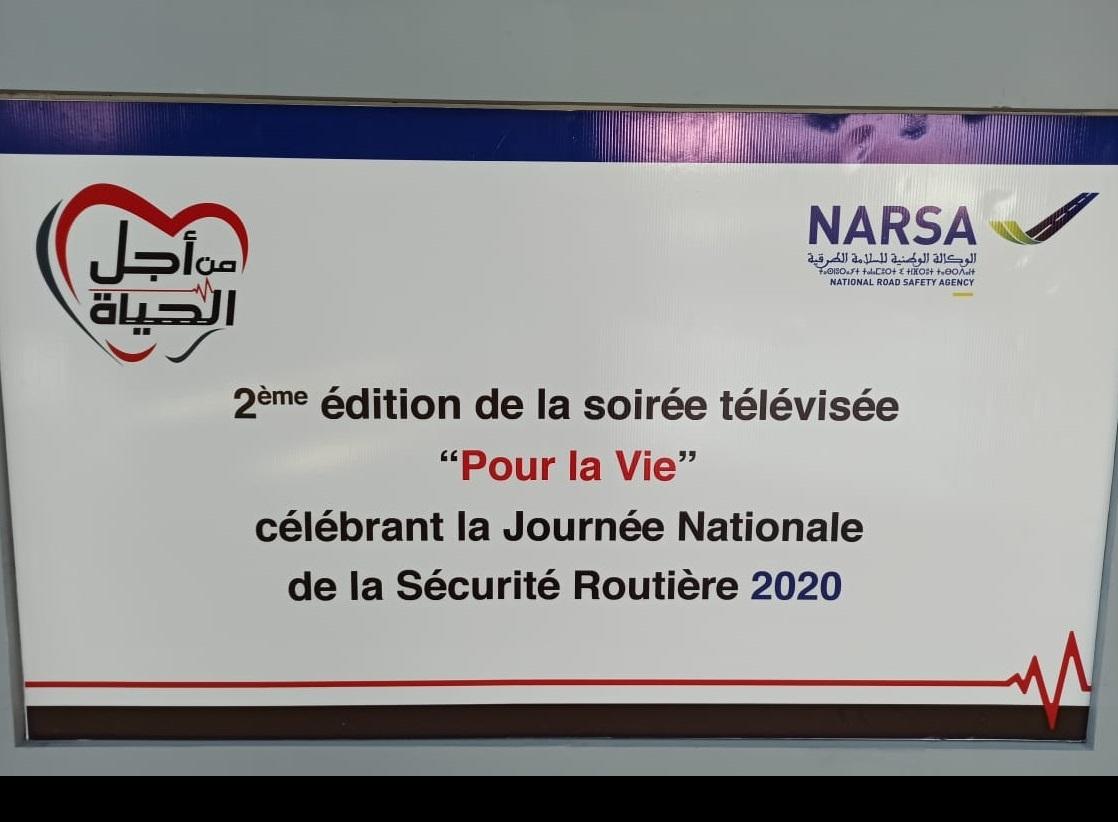 من أجل
الحياة
NARSA
الوكالة الوطنية للسلامة الطرقية
NATIONAL ROAD SAFETY AGENCY
2ème édition de la soirée télévisée
“Pour la Vie”
célébrant la Journée Nationale
de la Sécurité Routière 2020